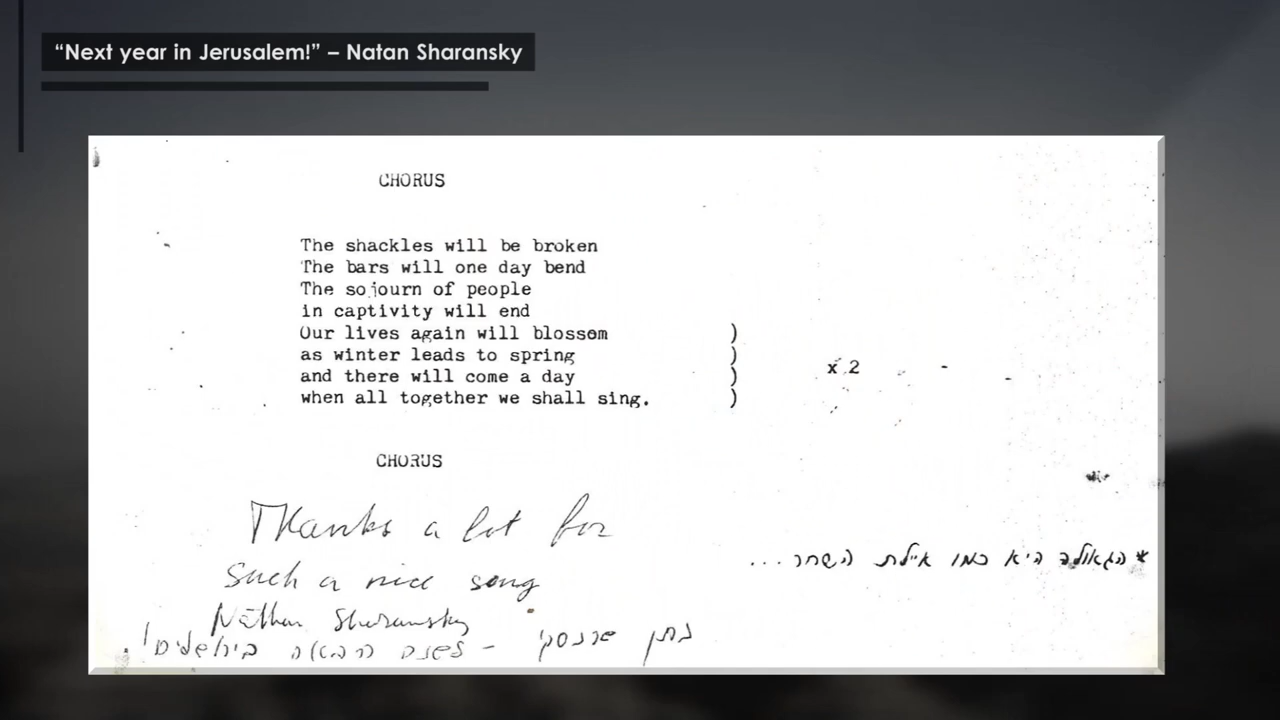 “Next year in Jerusalem!” – Natan Sharansky
CHORUS
The shackles will be broken
The bars will one day bend
The sojourn of people
in captivity will end
Our lives again will blossom )
as winter leads to spring )
and there will come a day )
when all together we shall sing. )
x 2
CHORUS
Thanks a lot for
such a nice song
Nathan Sharansky
* הגאולה היא כמו איילת השחר...
נתן שרנסקי - לשנה הבאה בירושלים!